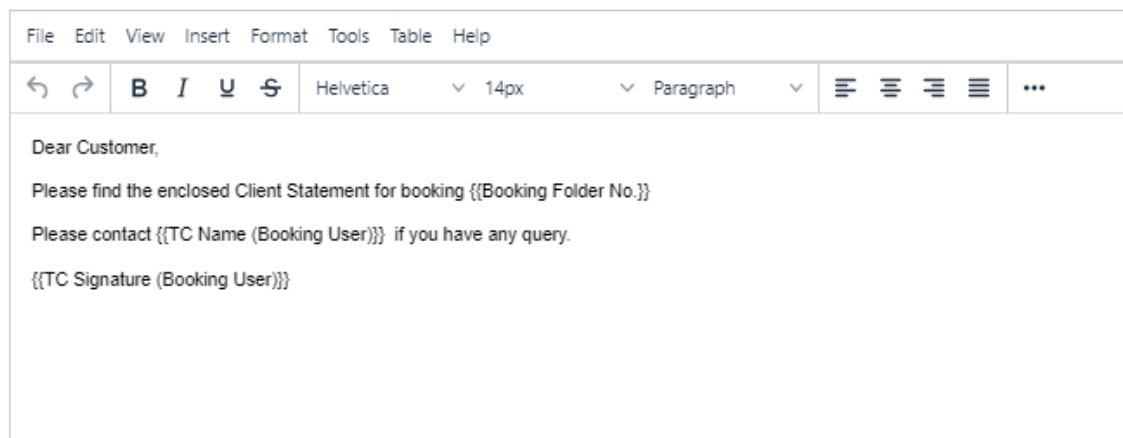 File Edit View Insert Format Tools Table Help
B I U S Helvetica 14px Paragraph
Dear Customer,
Please find the enclosed Client Statement for booking {{Booking Folder No.}}
Please contact {{TC Name (Booking User)}}  if you have any query.
{{TC Signature (Booking User)}}